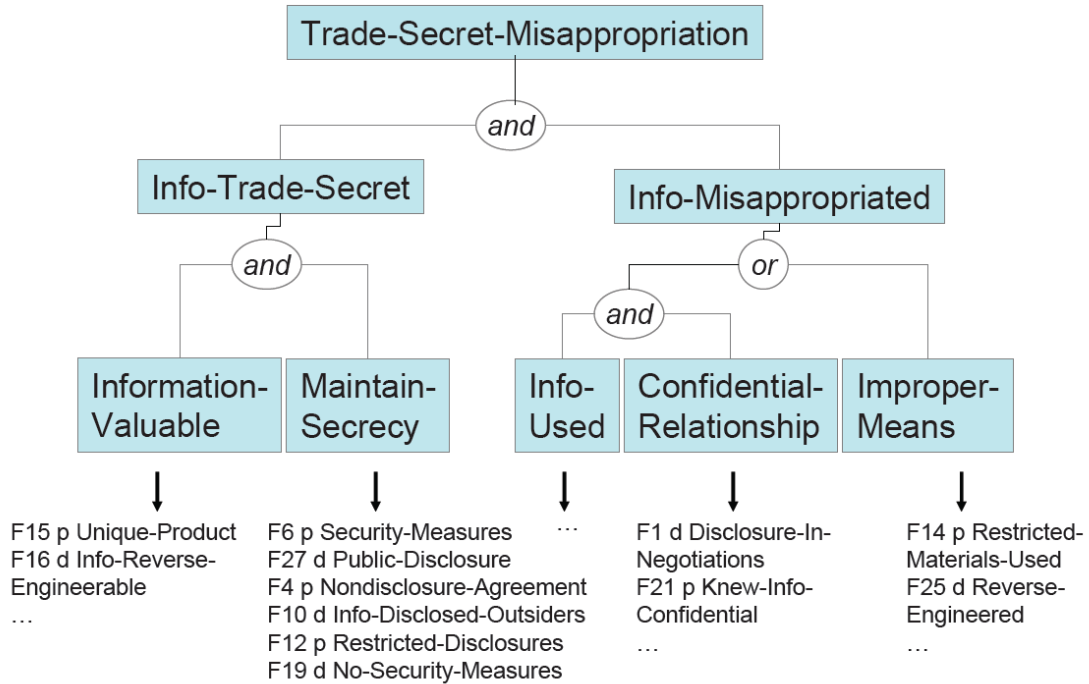 Trade-Secret-Misappropriation
and
Info-Trade-Secret
Info-Misappropriated
and
or
and
Information-
Valuable
Maintain-
Secrecy
Info-
Used
Confidential-
Relationship
Improper-
Means
F15 p Unique-Product
F16 d Info-Reverse-
Engineerable
…
F6 p Security-Measures
F27 d Public-Disclosure
F4 p Nondisclosure-Agreement
F10 d Info-Disclosed-Outsiders
F12 p Restricted-Disclosures
F19 d No-Security-Measures
…
F1 d Disclosure-In-
Negotiations
F21 p Knew-Info-
Confidential
…
F14 p Restricted-
Materials-Used
F25 d Reverse-
Engineered
…